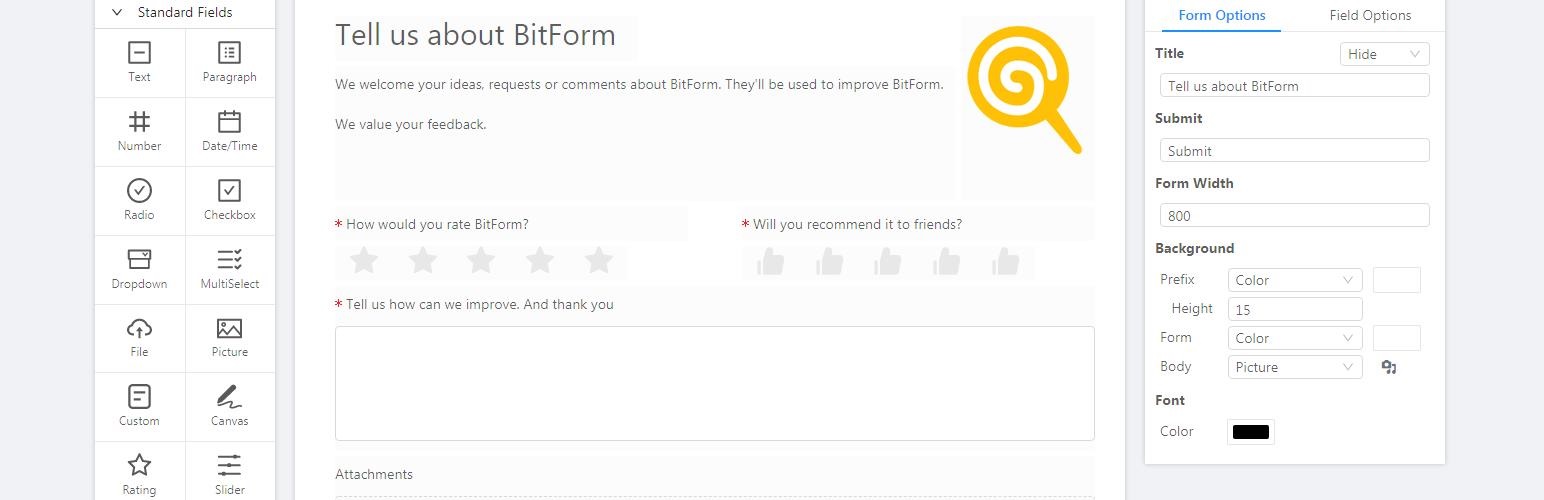 Standard Fields
Text
Paragraph
Number
Date/Time
Radio
Checkbox
Dropdown
MultiSelect
File
Picture
Custom
Canvas
Rating
Slider
Tell us about BitForm
We welcome your ideas, requests or comments about BitForm. They'll be used to improve BitForm.
We value your feedback.
* How would you rate BitForm?
* Will you recommend it to friends?
* Tell us how can we improve. And thank you
Attachments
Form Options
Field Options
Title
Hide
Tell us about BitForm
Submit
Submit
Form Width
800
Background
Prefix
Color
Height
15
Form
Color
Body
Picture
Font
Color